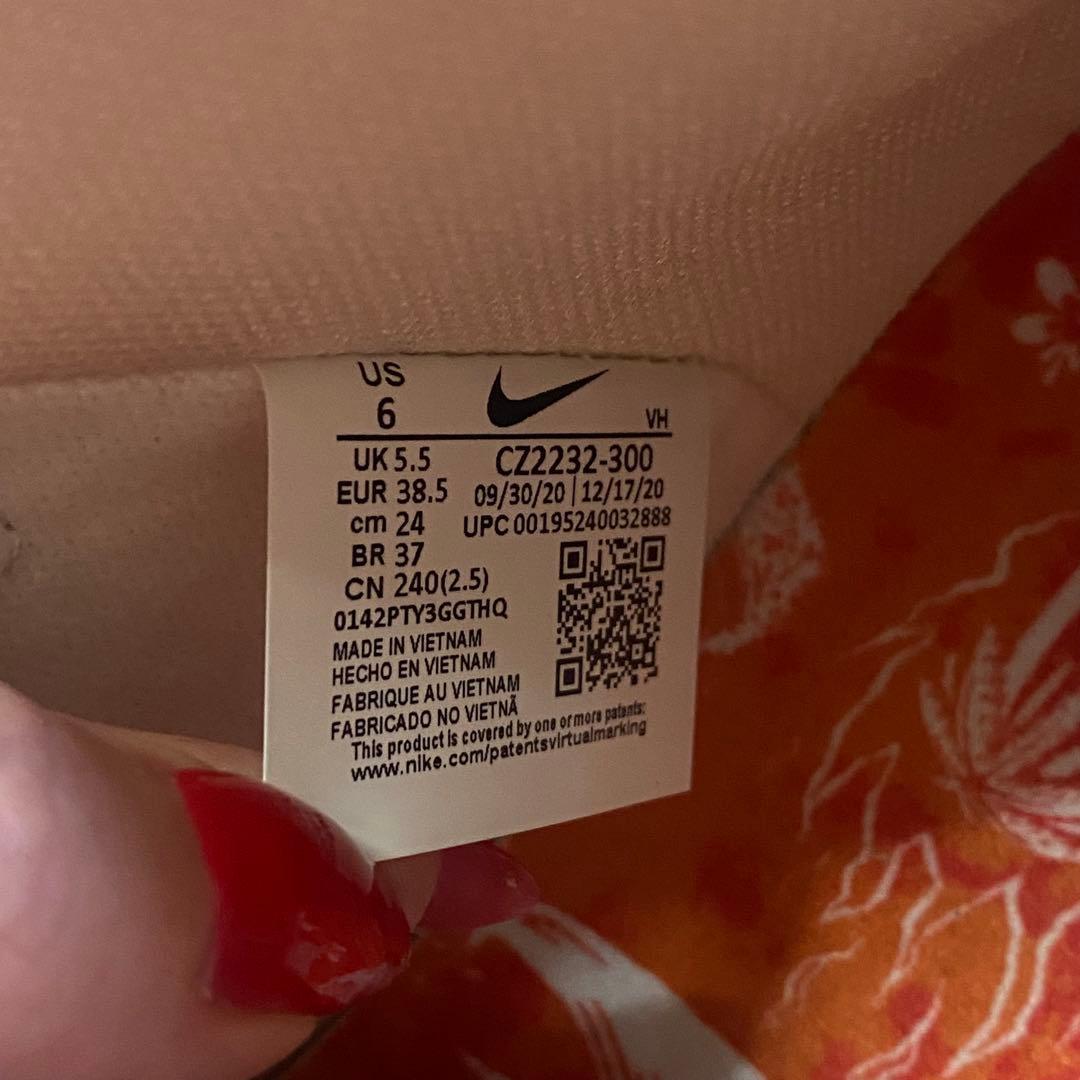 US
6
VH
UK 5.5 CZ2232-300
EUR 38.5 09/30/20 | 12/17/20
cm 24 UPC 00195240032888
BR 37
CN 240(2.5)
0142PTY3GGTHQ
MADE IN VIETNAM
HECHO EN VIETNAM
FABRIQUE AU VIETNAM
FABRICADO NO VIETNÃ
This product is covered by one or more patents:
www.nike.com/patentsvirtualmarking